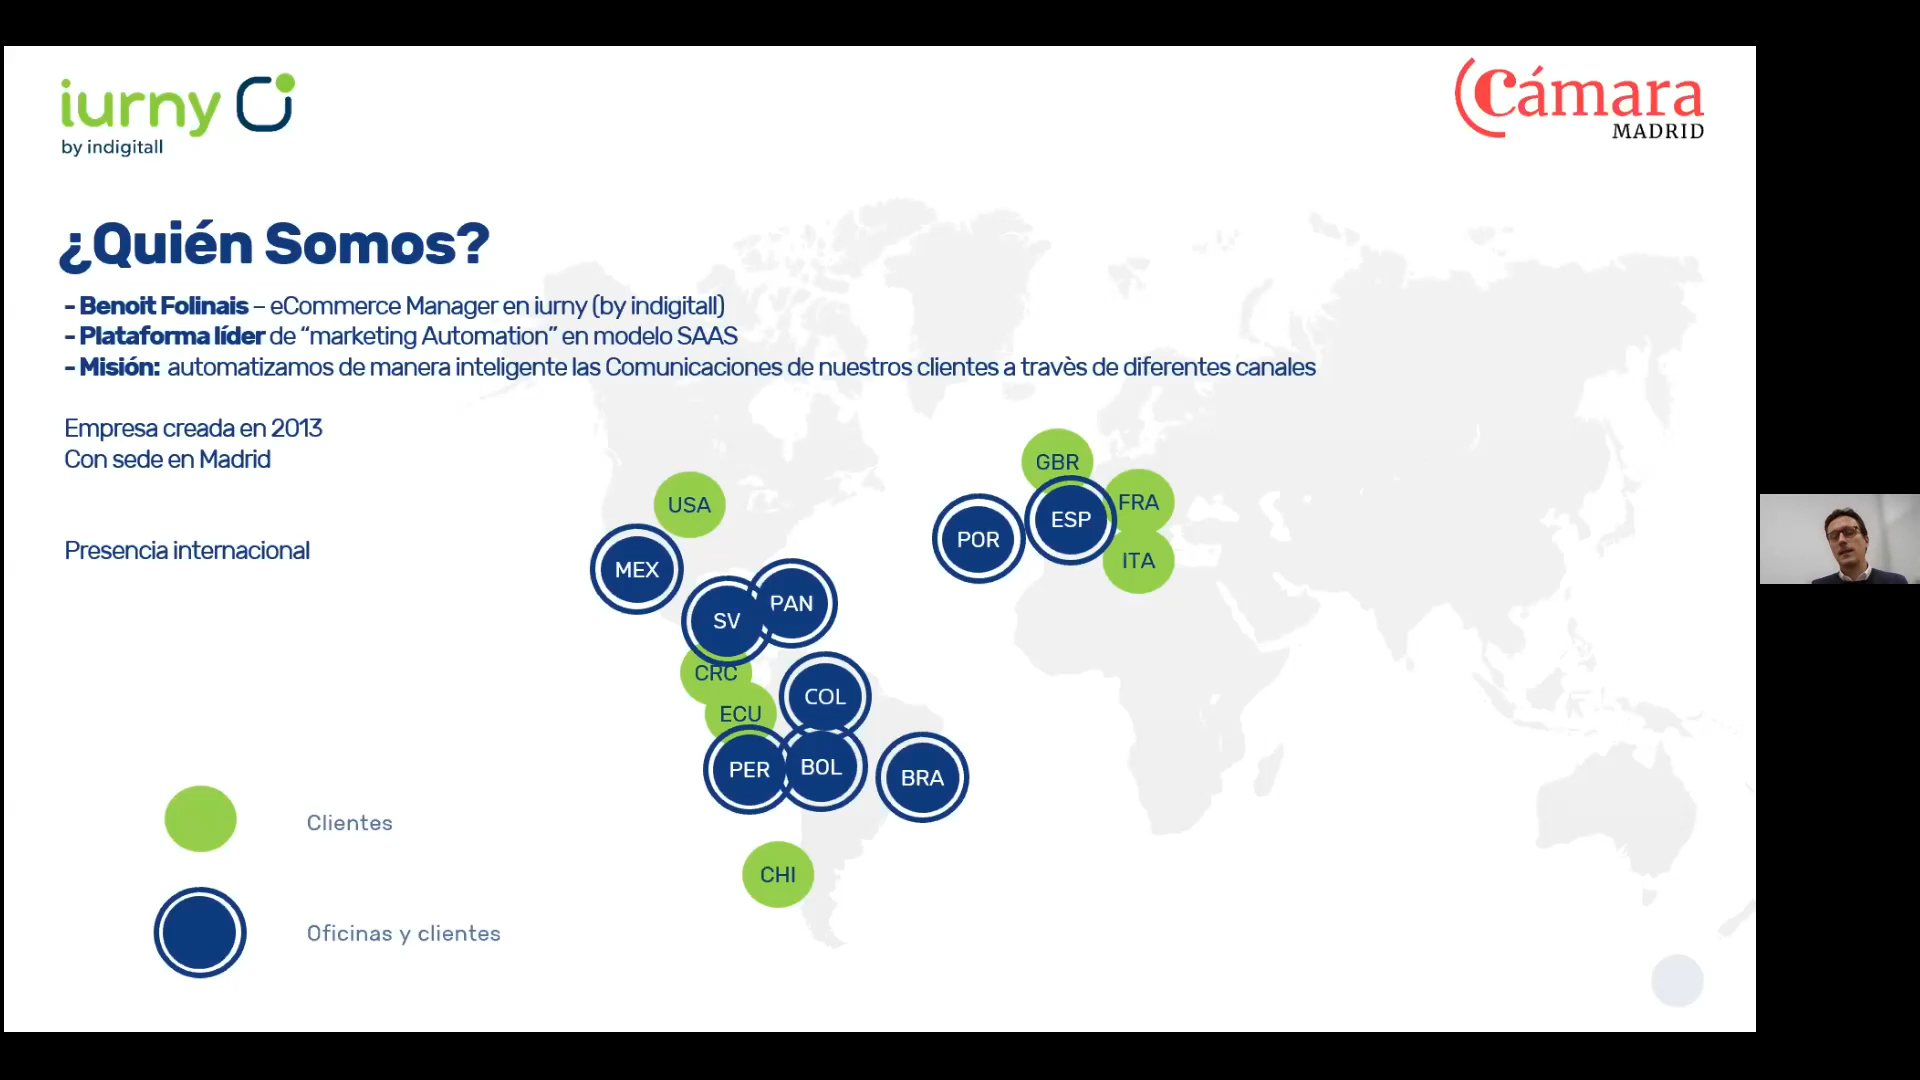 iurny
by indigitall
Cámara
MADRID
¿Quién Somos?
- Benoit Folinais – eCommerce Manager en iurny (by indigitall)
- Plataforma líder de “marketing Automation” en modelo SAAS
- Misión: automatizamos de manera inteligente las Comunicaciones de nuestros clientes a travès de diferentes canales
Empresa creada en 2013
Con sede en Madrid
Presencia internacional
GBR
USA
FRA
ESP
POR
ITA
MEX
PAN
SV
CRC
COL
ECU
PER
BOL
BRA
CHI
Clientes
Oficinas y clientes